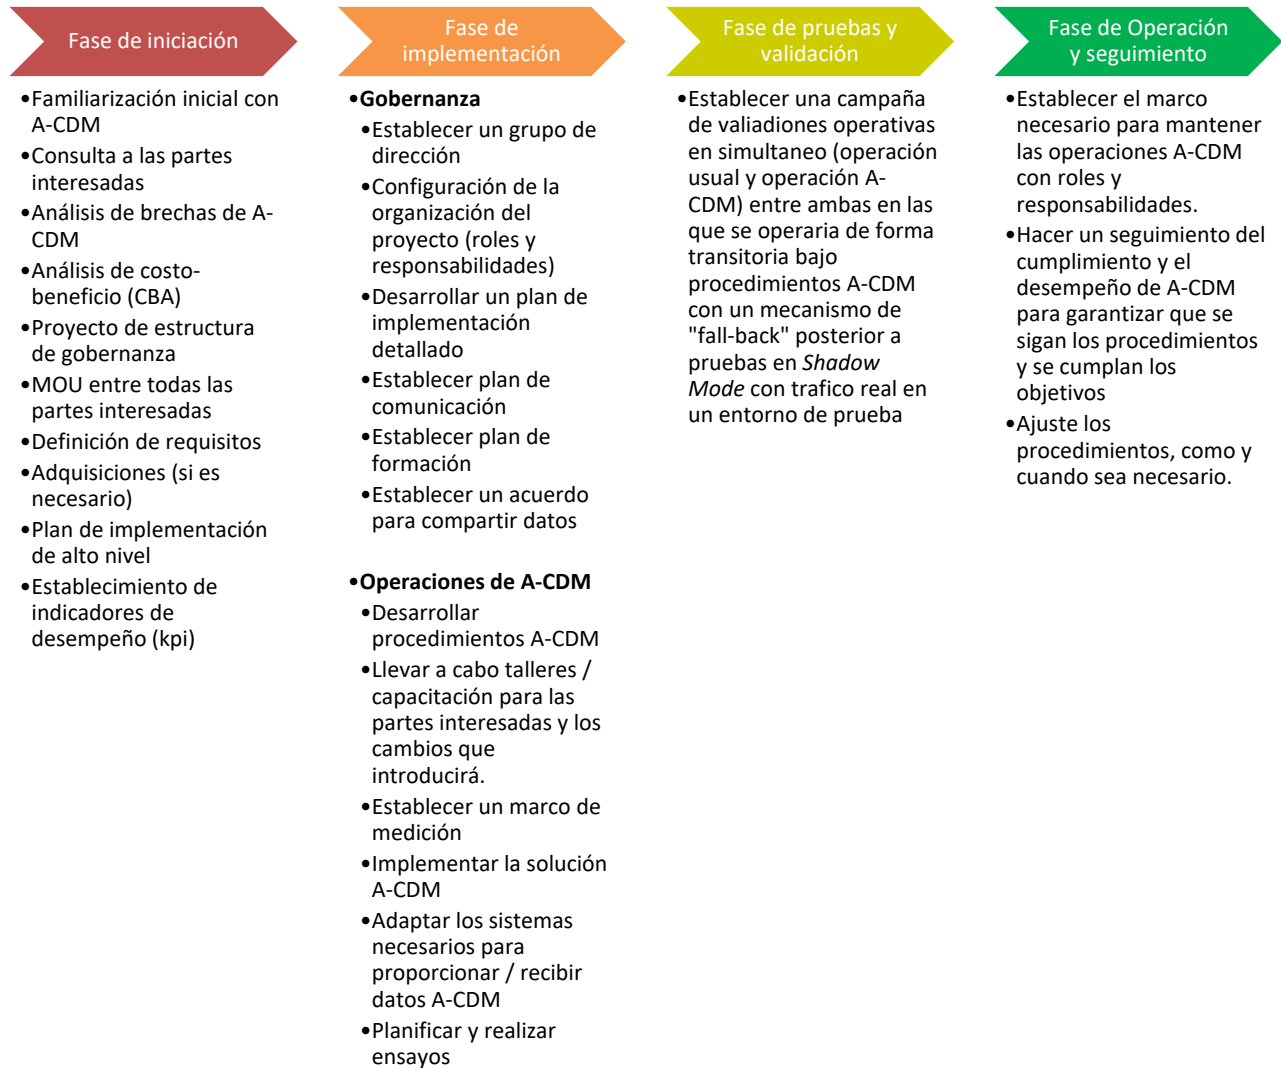 Fase de iniciación
•Familiarización inicial con
A-CDM
•Consulta a las partes
interesadas
•Análisis de brechas de A-
CDM
•Análisis de costo-
beneficio (CBA)
•Proyecto de estructura
de gobernanza
•MOU entre todas las
partes interesadas
•Definición de requisitos
•Adquisiciones (si es
necesario)
•Plan de implementación
de alto nivel
•Establecimiento de
indicadores de
desempeño (kpi)
Fase de
implementación
•Gobernanza
•Establecer un grupo de
dirección
•Configuración de la
organización del
proyecto (roles y
responsabilidades)
•Desarrollar un plan de
implementación
detallado
•Establecer plan de
comunicación
•Establecer plan de
formación
•Establecer un acuerdo
para compartir datos
•Operaciones de A-CDM
•Desarrollar
procedimientos A-CDM
•Llevar a cabo talleres /
capacitación para las
partes interesadas y los
cambios que
introducirá.
•Establecer un marco de
medición
•Implementar la solución
A-CDM
•Adaptar los sistemas
necesarios para
proporcionar / recibir
datos A-CDM
•Planificar y realizar
ensayos
Fase de pruebas y
validación
•Establecer una campaña
de valiadiones operativas
en simultaneo (operación
usual y operación A-
CDM) entre ambas en las
que se operaria de forma
transitoria bajo
procedimientos A-CDM
con un mecanismo de
"fall-back" posterior a
pruebas en Shadow
Mode con trafico real en
un entorno de prueba
Fase de Operación
y seguimiento
•Establecer el marco
necesario para mantener
las operaciones A-CDM
con roles y
responsabilidades.
•Hacer un seguimiento del
cumplimiento y el
desempeño de A-CDM
para garantizar que se
sigan los procedimientos
y se cumplan los
objetivos
•Ajuste los
procedimientos, como y
cuando sea necesario.